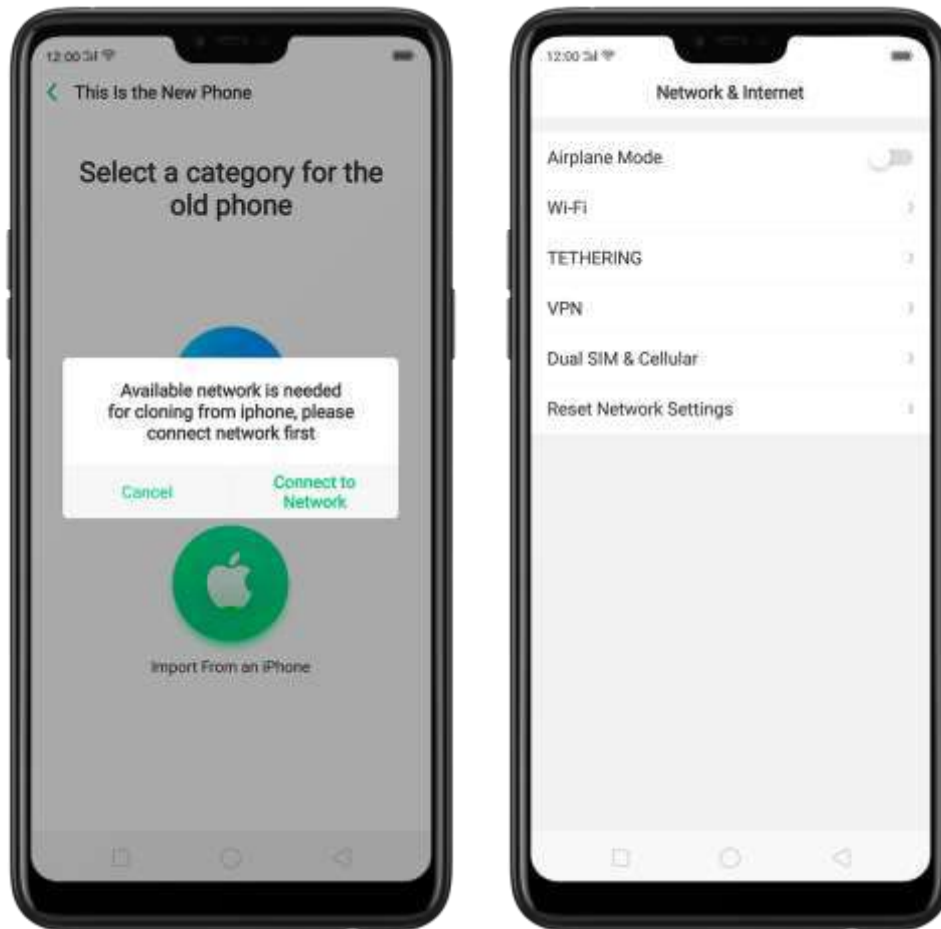 12:00
This Is the New Phone
Select a category for the
old phone
Available network is needed
for cloning from iphone, please
connect network first
Cancel
Connect to
Network
Import From an iPhone
12:00
Network & Internet
Airplane Mode
Wi-Fi
TETHERING
VPN
Dual SIM & Cellular
Reset Network Settings